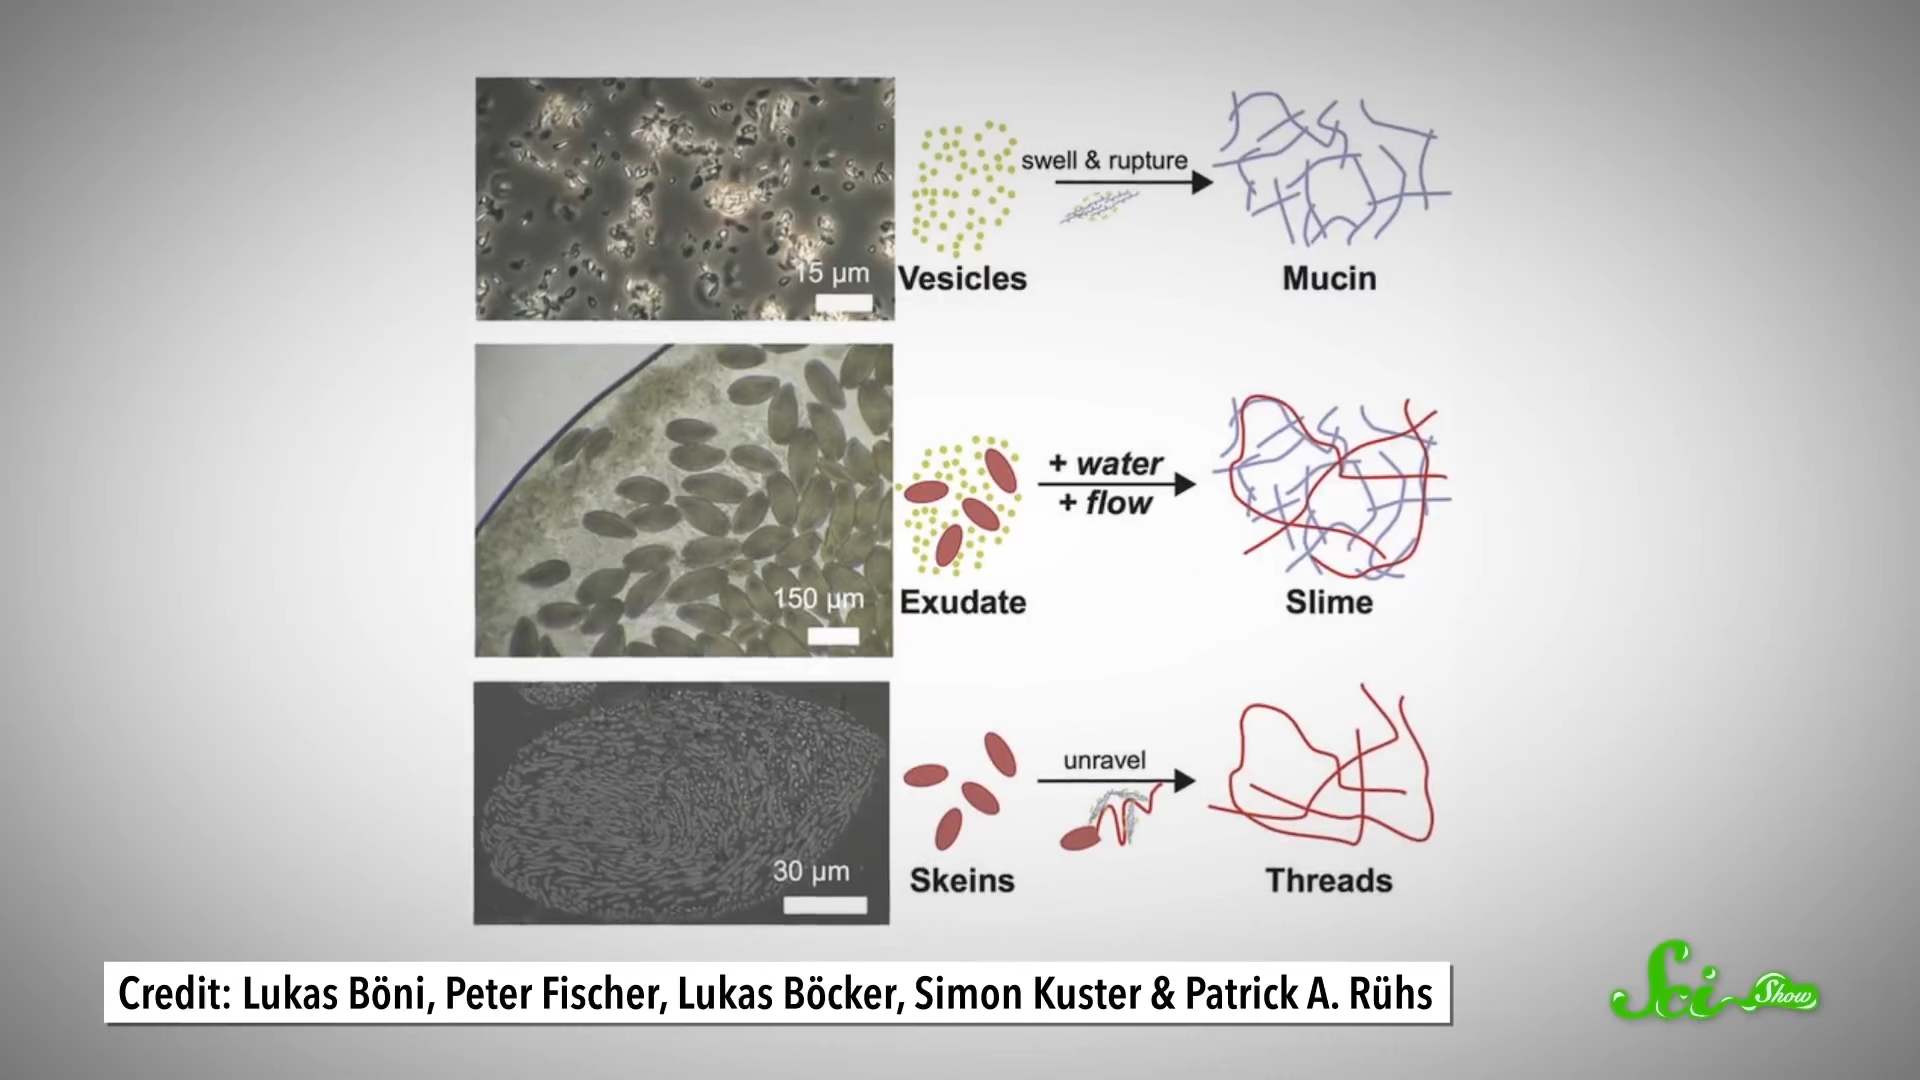 15 μm
Vesicles
swell & rupture
Mucin
150 μm
Exudate
+ water
+ flow
Slime
30 μm
Skeins
unravel
Threads
Credit: Lukas Böni, Peter Fischer, Lukas Böcker, Simon Kuster & Patrick A. Rühs
Sci Show